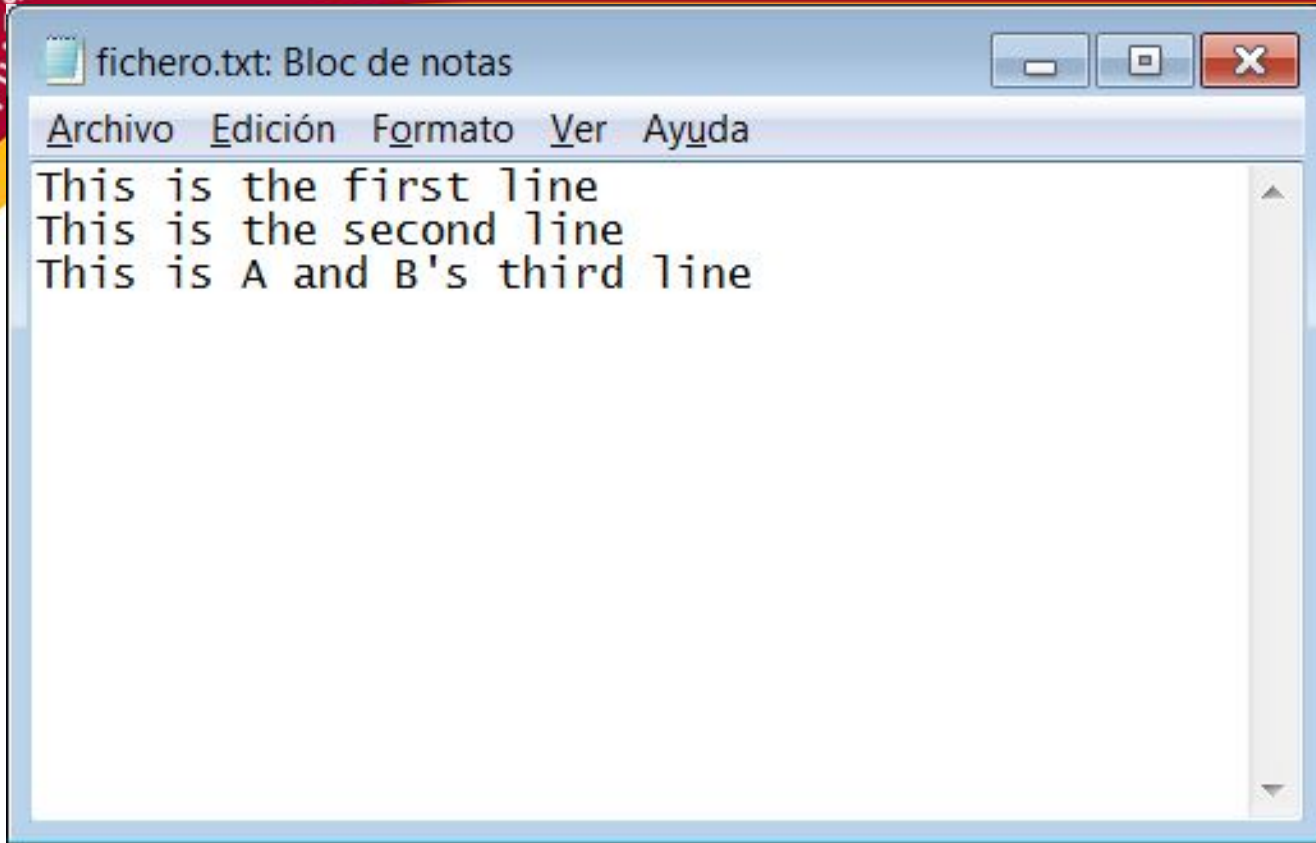 fichero.txt: Bloc de notas
Archivo Edición Formato Ver Ayuda
This is the first line
This is the second line
This is A and B's third line